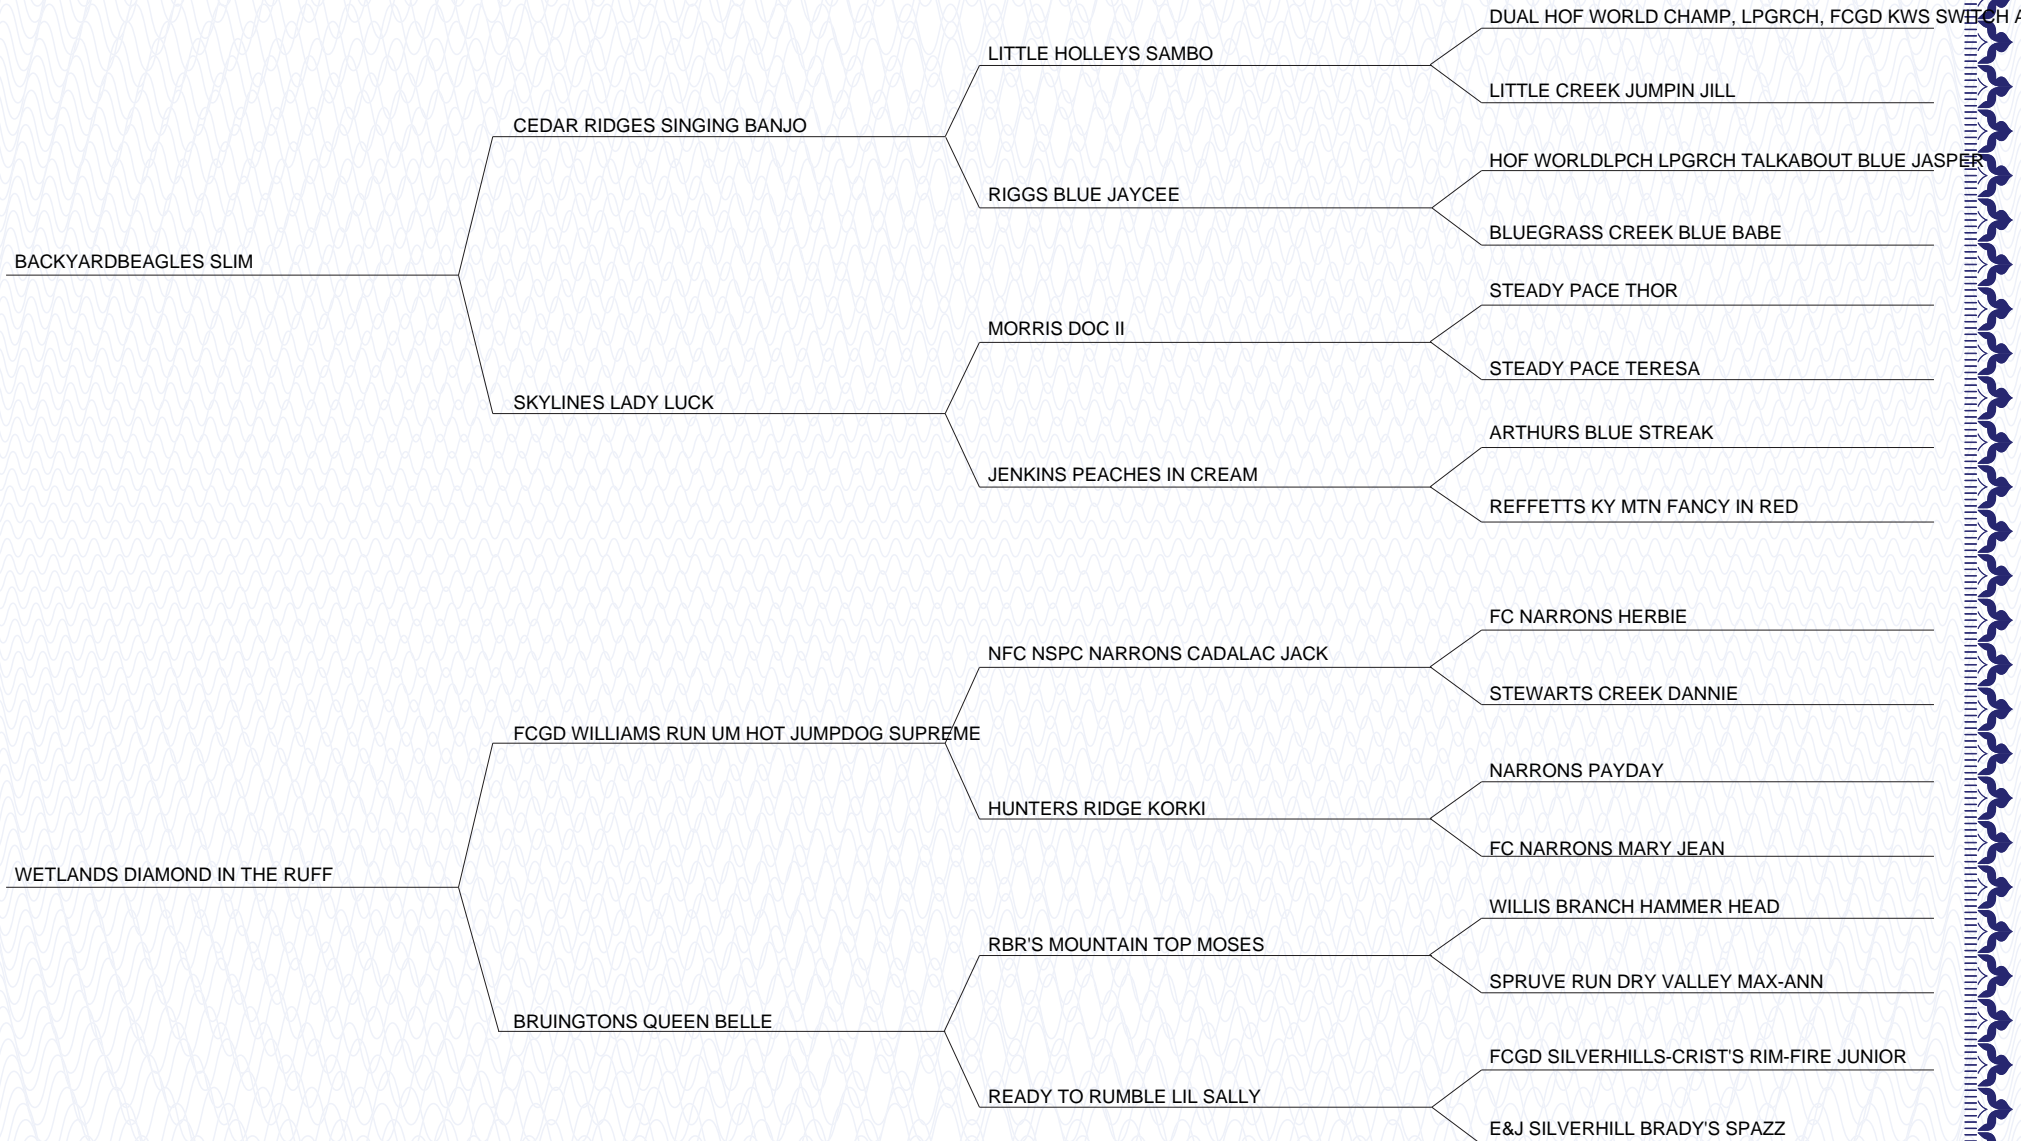 DUAL HOF WORLD CHAMP, LPGRCH, FCGD KWS SWITCH A
LITTLE HOLLEYS SAMBO
LITTLE CREEK JUMPIN JILL
CEDAR RIDGES SINGING BANJO
HOF WORLDLPCH LPGRCH TALKABOUT BLUE JASPER
RIGGS BLUE JAYCEE
BLUEGRASS CREEK BLUE BABE
BACKYARDBEAGLES SLIM
STEADY PACE THOR
MORRIS DOC II
STEADY PACE TERESA
SKYLINES LADY LUCK
ARTHURS BLUE STREAK
JENKINS PEACHES IN CREAM
REFFETTS KY MTN FANCY IN RED
FC NARRONS HERBIE
NFC NSPC NARRONS CADALAC JACK
STEWARTS CREEK DANNIE
FCGD WILLIAMS RUN UM HOT JUMPDOG SUPREME
NARRONS PAYDAY
HUNTERS RIDGE KORKI
FC NARRONS MARY JEAN
WETLANDS DIAMOND IN THE RUFF
WILLIS BRANCH HAMMER HEAD
RBR'S MOUNTAIN TOP MOSES
SPRUVE RUN DRY VALLEY MAX-ANN
BRUINGTONS QUEEN BELLE
FCGD SILVERHILLS-CRIST'S RIM-FIRE JUNIOR
READY TO RUMBLE LIL SALLY
E&J SILVERHILL BRADY'S SPAZZ